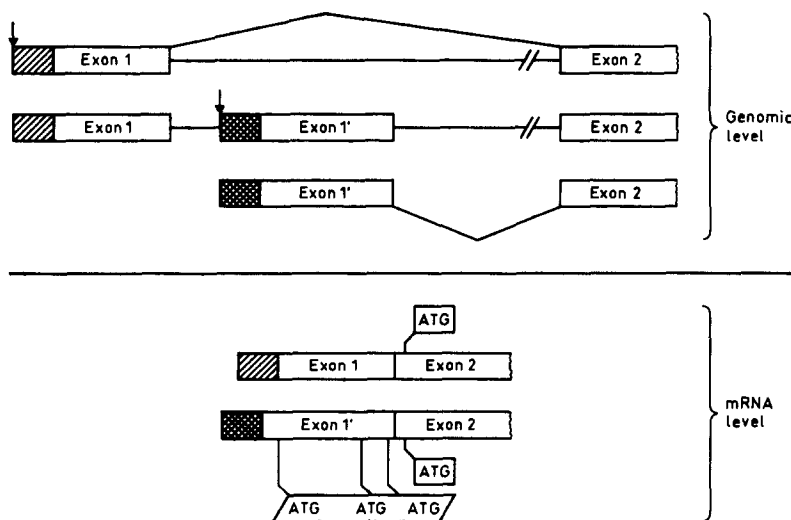 Exon 1
Exon 2
Exon 1
Exon 1'
Exon 2
Genomic
level
Exon 1'
Exon 2
ATG
Exon 1
Exon 2
Exon 1'
Exon 2
mRNA
level
ATG
ATG ATG ATG